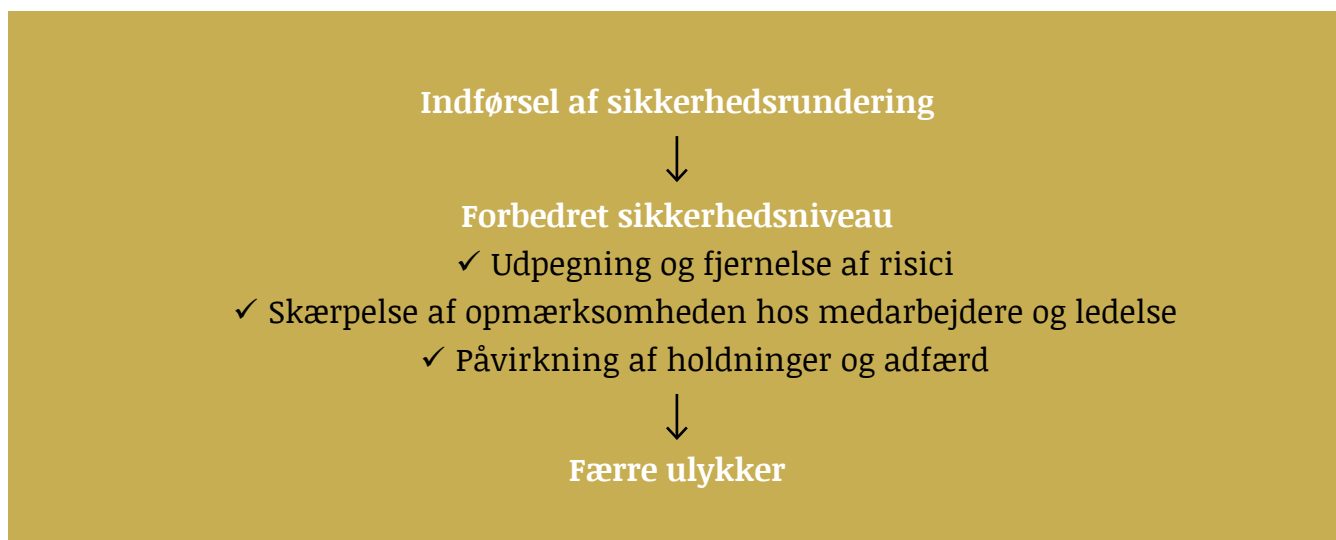 Indførsel af sikkerhedsrundering
↓
Forbedret sikkerhedsniveau
✓ Udpegning og fjernelse af risici
✓ Skærpelse af opmærksomheden hos medarbejdere og ledelse
✓ Påvirkning af holdninger og adfærd
↓
Færre ulykker